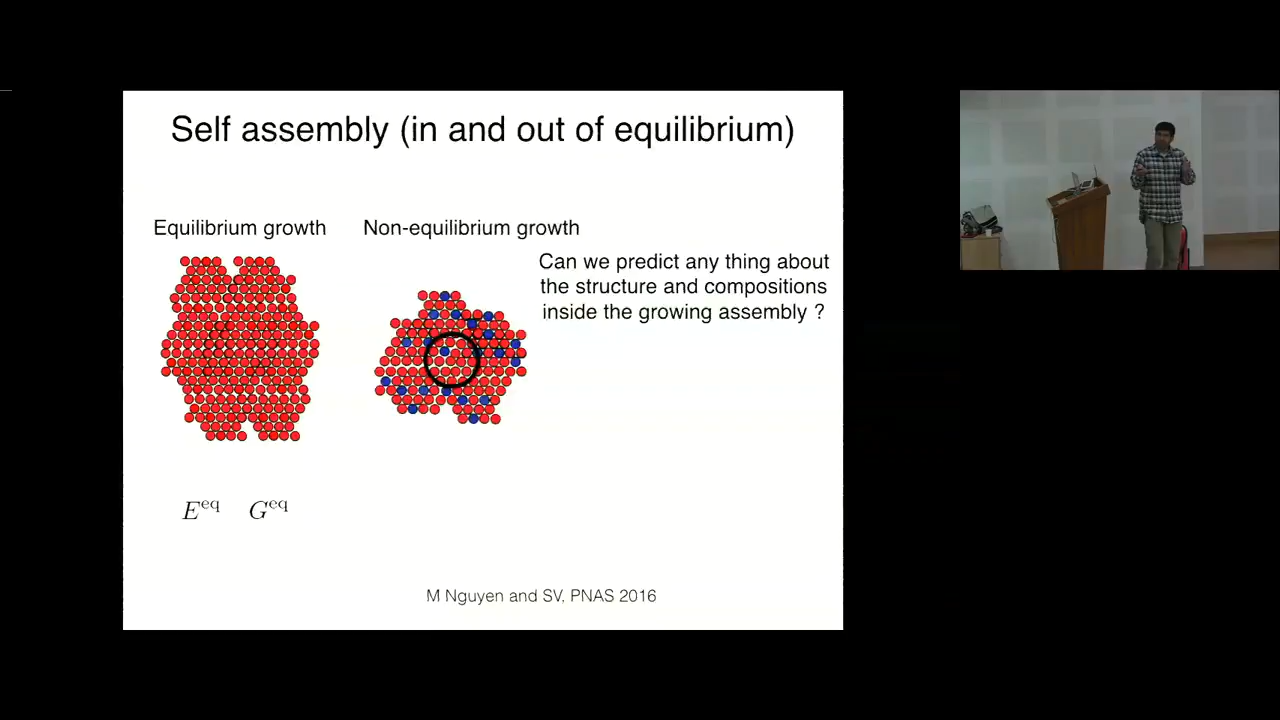 Self assembly (in and out of equilibrium)
Equilibrium growth
Non-equilibrium growth
Can we predict any thing about
the structure and compositions
inside the growing assembly ?
E^eq G^eq
M Nguyen and SV, PNAS 2016